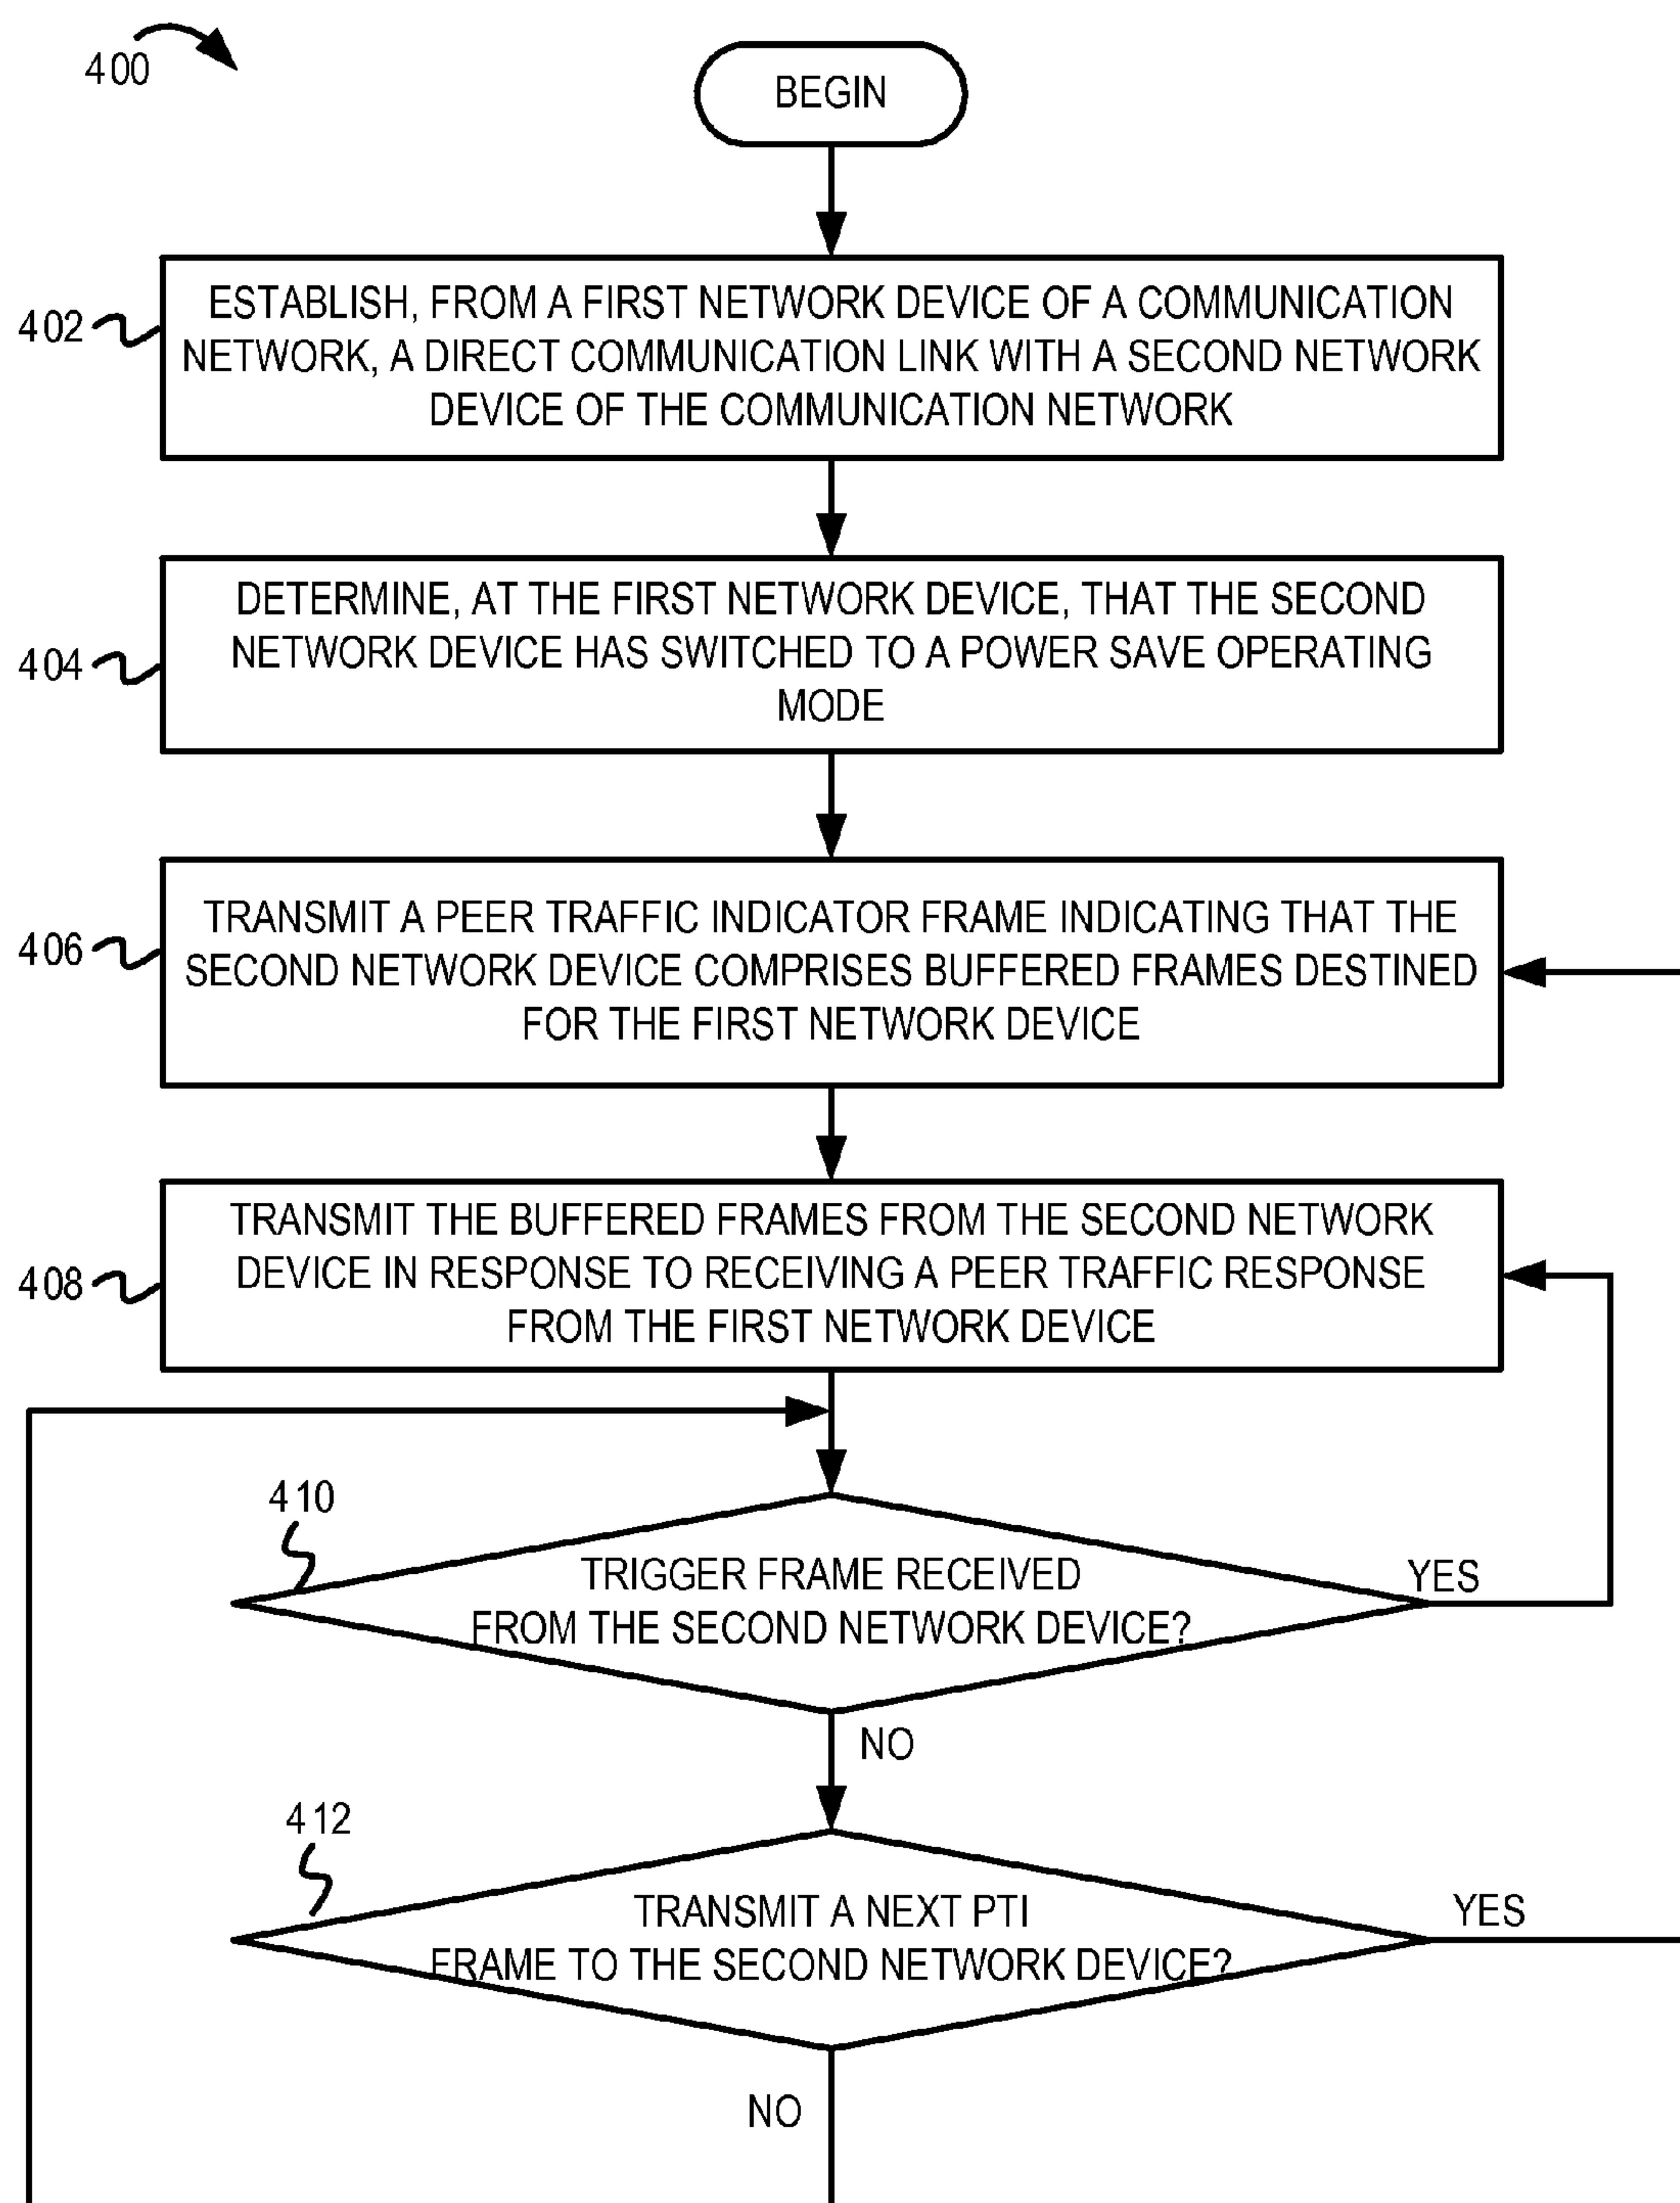 400
BEGIN
402
ESTABLISH, FROM A FIRST NETWORK DEVICE OF A COMMUNICATION
NETWORK, A DIRECT COMMUNICATION LINK WITH A SECOND NETWORK
DEVICE OF THE COMMUNICATION NETWORK
404
DETERMINE, AT THE FIRST NETWORK DEVICE, THAT THE SECOND
NETWORK DEVICE HAS SWITCHED TO A POWER SAVE OPERATING
MODE
406
TRANSMIT A PEER TRAFFIC INDICATOR FRAME INDICATING THAT THE
SECOND NETWORK DEVICE COMPRISES BUFFERED FRAMES DESTINED
FOR THE FIRST NETWORK DEVICE
408
TRANSMIT THE BUFFERED FRAMES FROM THE SECOND NETWORK
DEVICE IN RESPONSE TO RECEIVING A PEER TRAFFIC RESPONSE
FROM THE FIRST NETWORK DEVICE
410
TRIGGER FRAME RECEIVED
FROM THE SECOND NETWORK DEVICE?
YES
NO
412
TRANSMIT A NEXT PTI
FRAME TO THE SECOND NETWORK DEVICE?
YES
NO